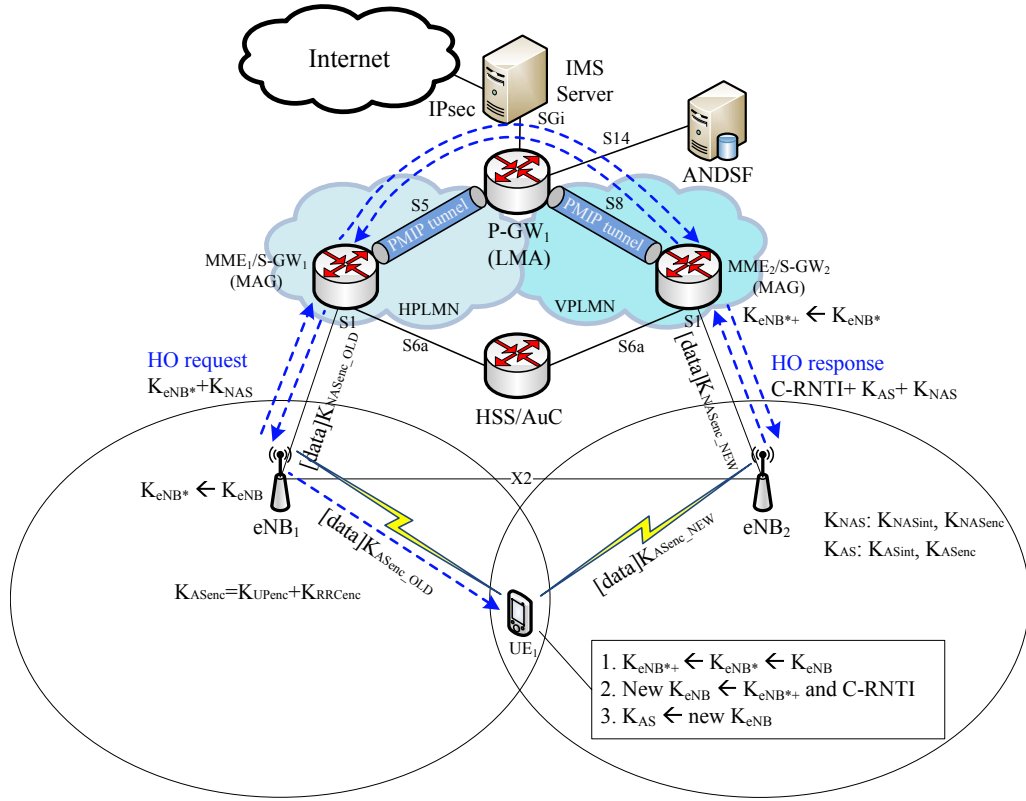 Internet
IMS
Server
IPsec
SGi
S14
ANDSF
S5
S8
PMIP tunnel
PMIP tunnel
P-GW1
(LMA)
MME1/S-GW1
(MAG)
MME2/S-GW2
(MAG)
HPLMN
VPLMN
S1
S1
KeNB*+ ← KeNB*
S6a
S6a
HO request
KeNB*+KNAS
[data]KNASenc_OLD
HSS/AuC
[data]KNASenc_NEW
HO response
C-RNTI+ KAS+ KNAS
X2
KeNB* ← KeNB
eNB1
eNB2
[data]KASenc_OLD
[data]KASenc_NEW
KNAS: KNASint, KNASenc
KAS: KASint, KASenc
KASenc=KUPenc+KRRCenc
UE1
1. KeNB*+ ← KeNB* ← KeNB
2. New KeNB ← KeNB*+ and C-RNTI
3. KAS ← new KeNB